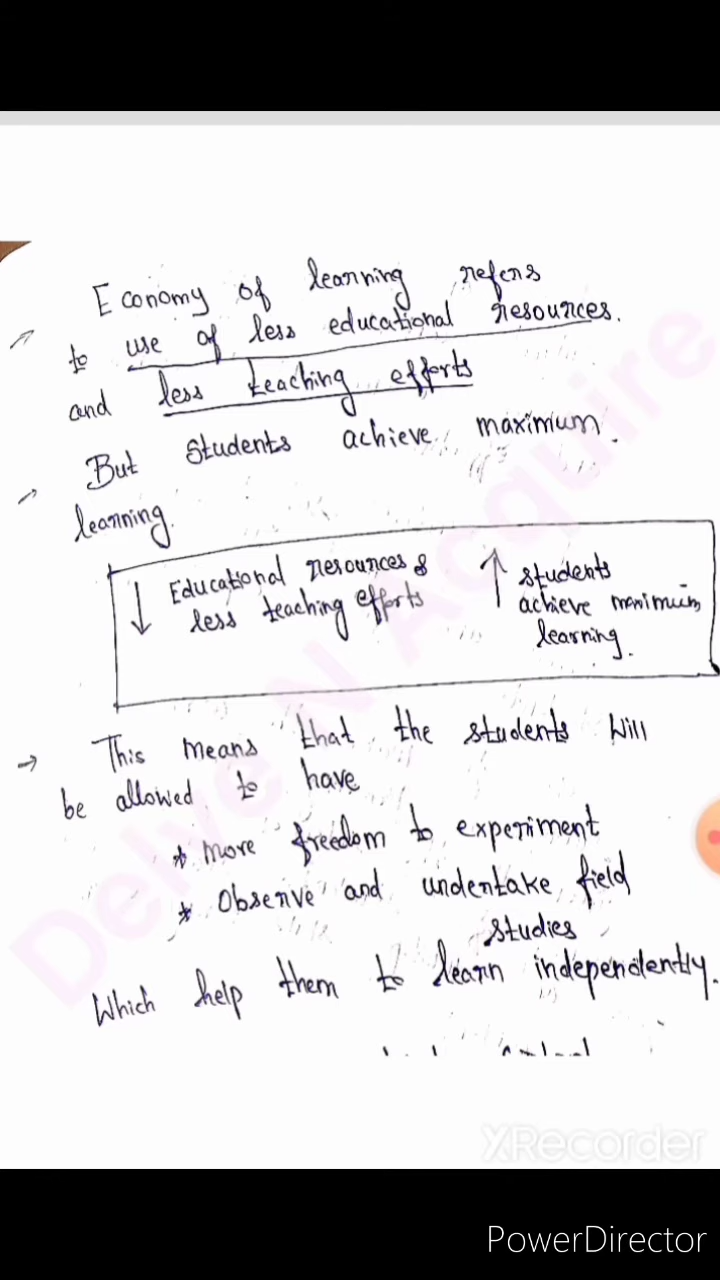 Economy of learning refers
to use of less educational resources.
and less teaching efforts
But Students achieve maximum.
learning.
↓ Educational resources &
less teaching efforts
↑ students
achieve maximum
learning.
→ This means that the students will
be allowed to have
* more freedom to experiment
* Observe and undertake field
studies
Which help them to learn independently.
Delve N Acquire
XRecorder
PowerDirector